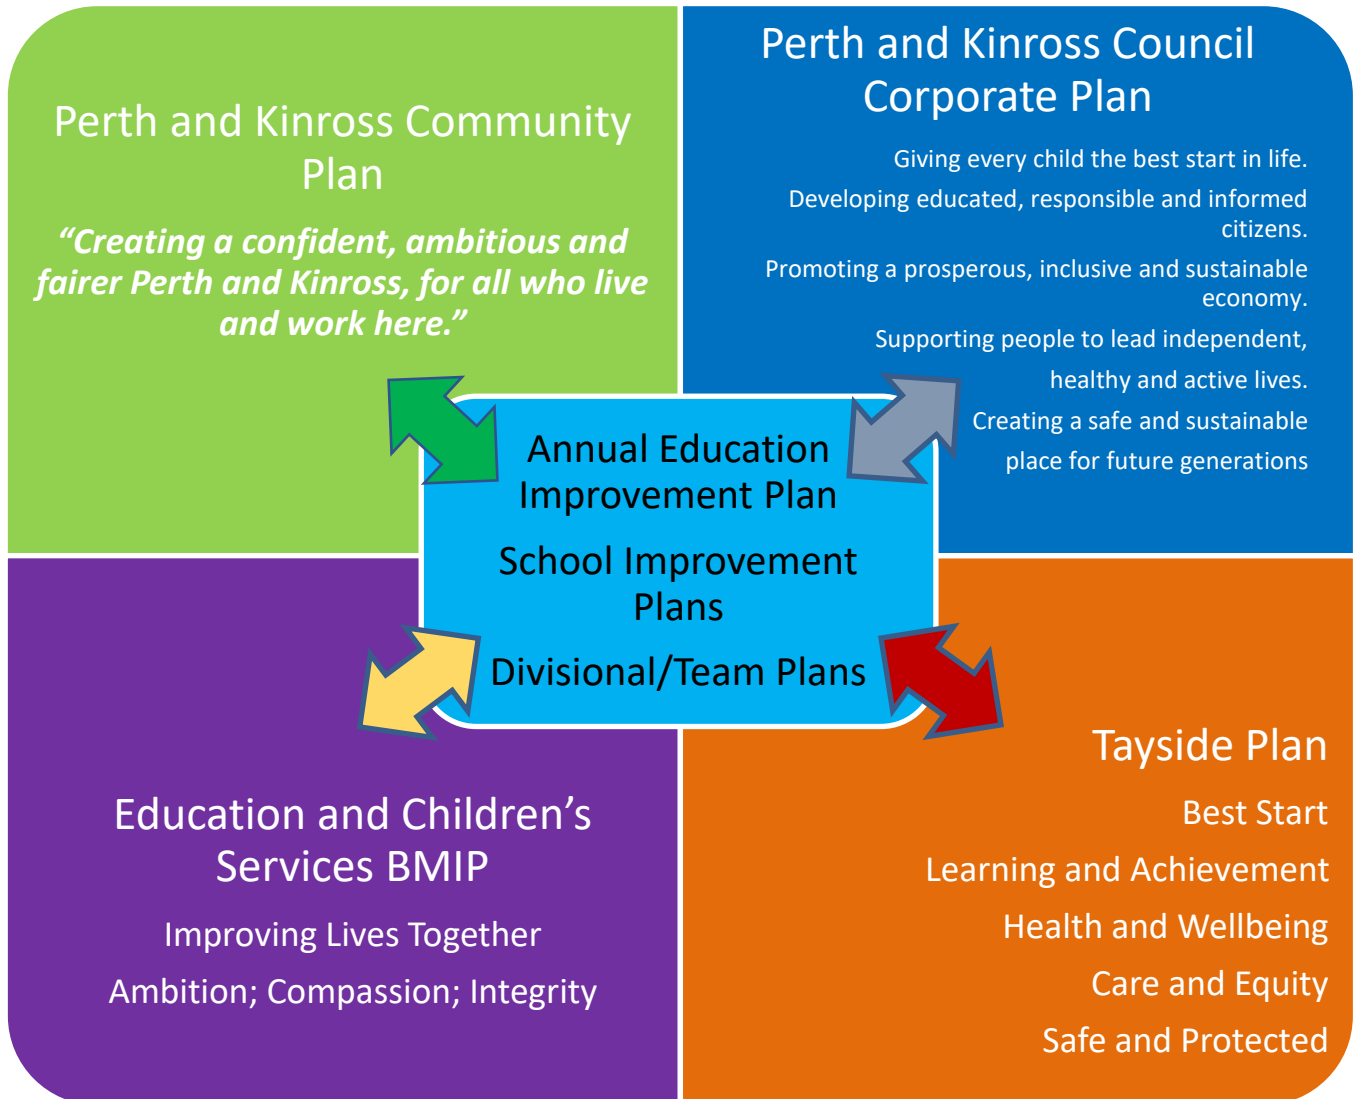 Perth and Kinross Community
Plan
“Creating a confident, ambitious and
fairer Perth and Kinross, for all who live
and work here.”
Perth and Kinross Council
Corporate Plan
Giving every child the best start in life.
Developing educated, responsible and informed
citizens.
Promoting a prosperous, inclusive and sustainable
economy.
Supporting people to lead independent,
healthy and active lives.
Creating a safe and sustainable
place for future generations
Annual Education
Improvement Plan
School Improvement
Plans
Divisional/Team Plans
Education and Children’s
Services BMIP
Improving Lives Together
Ambition; Compassion; Integrity
Tayside Plan
Best Start
Learning and Achievement
Health and Wellbeing
Care and Equity
Safe and Protected